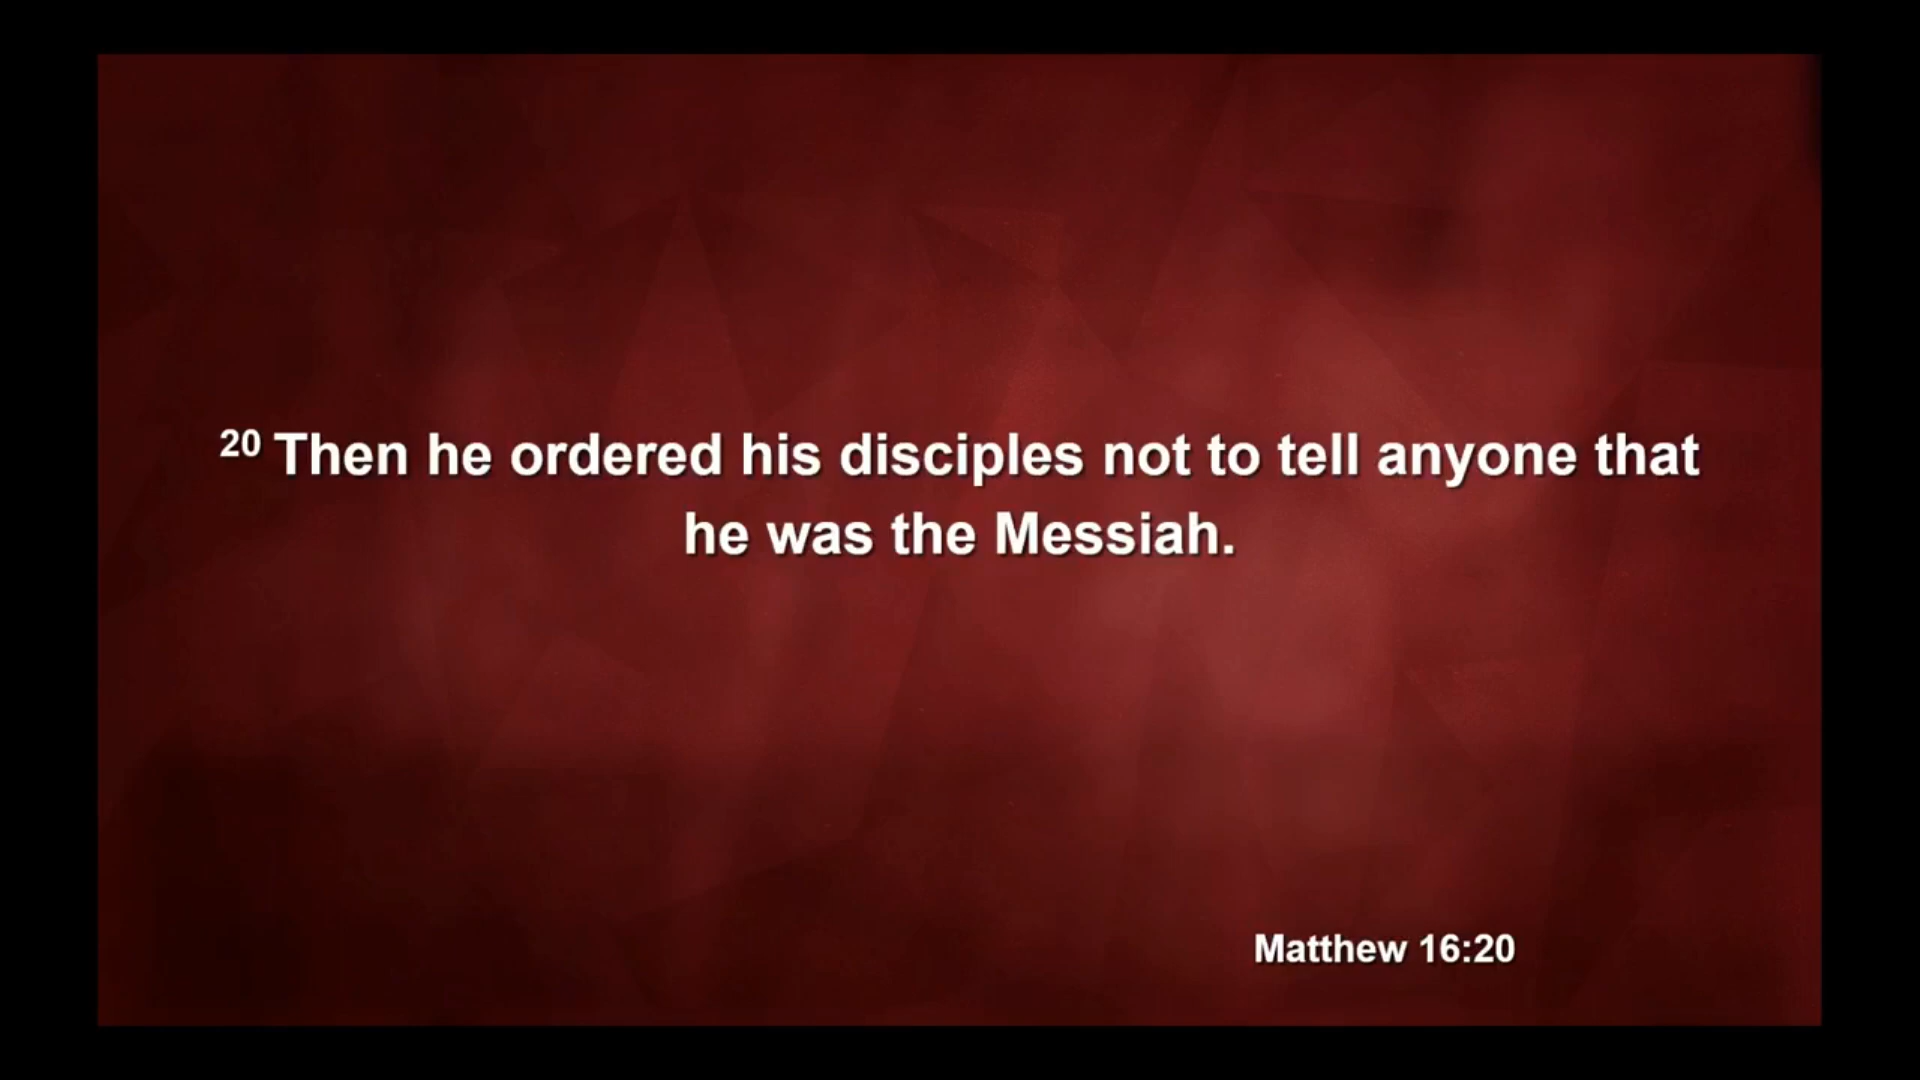 20 Then he ordered his disciples not to tell anyone that
he was the Messiah.
Matthew 16:20